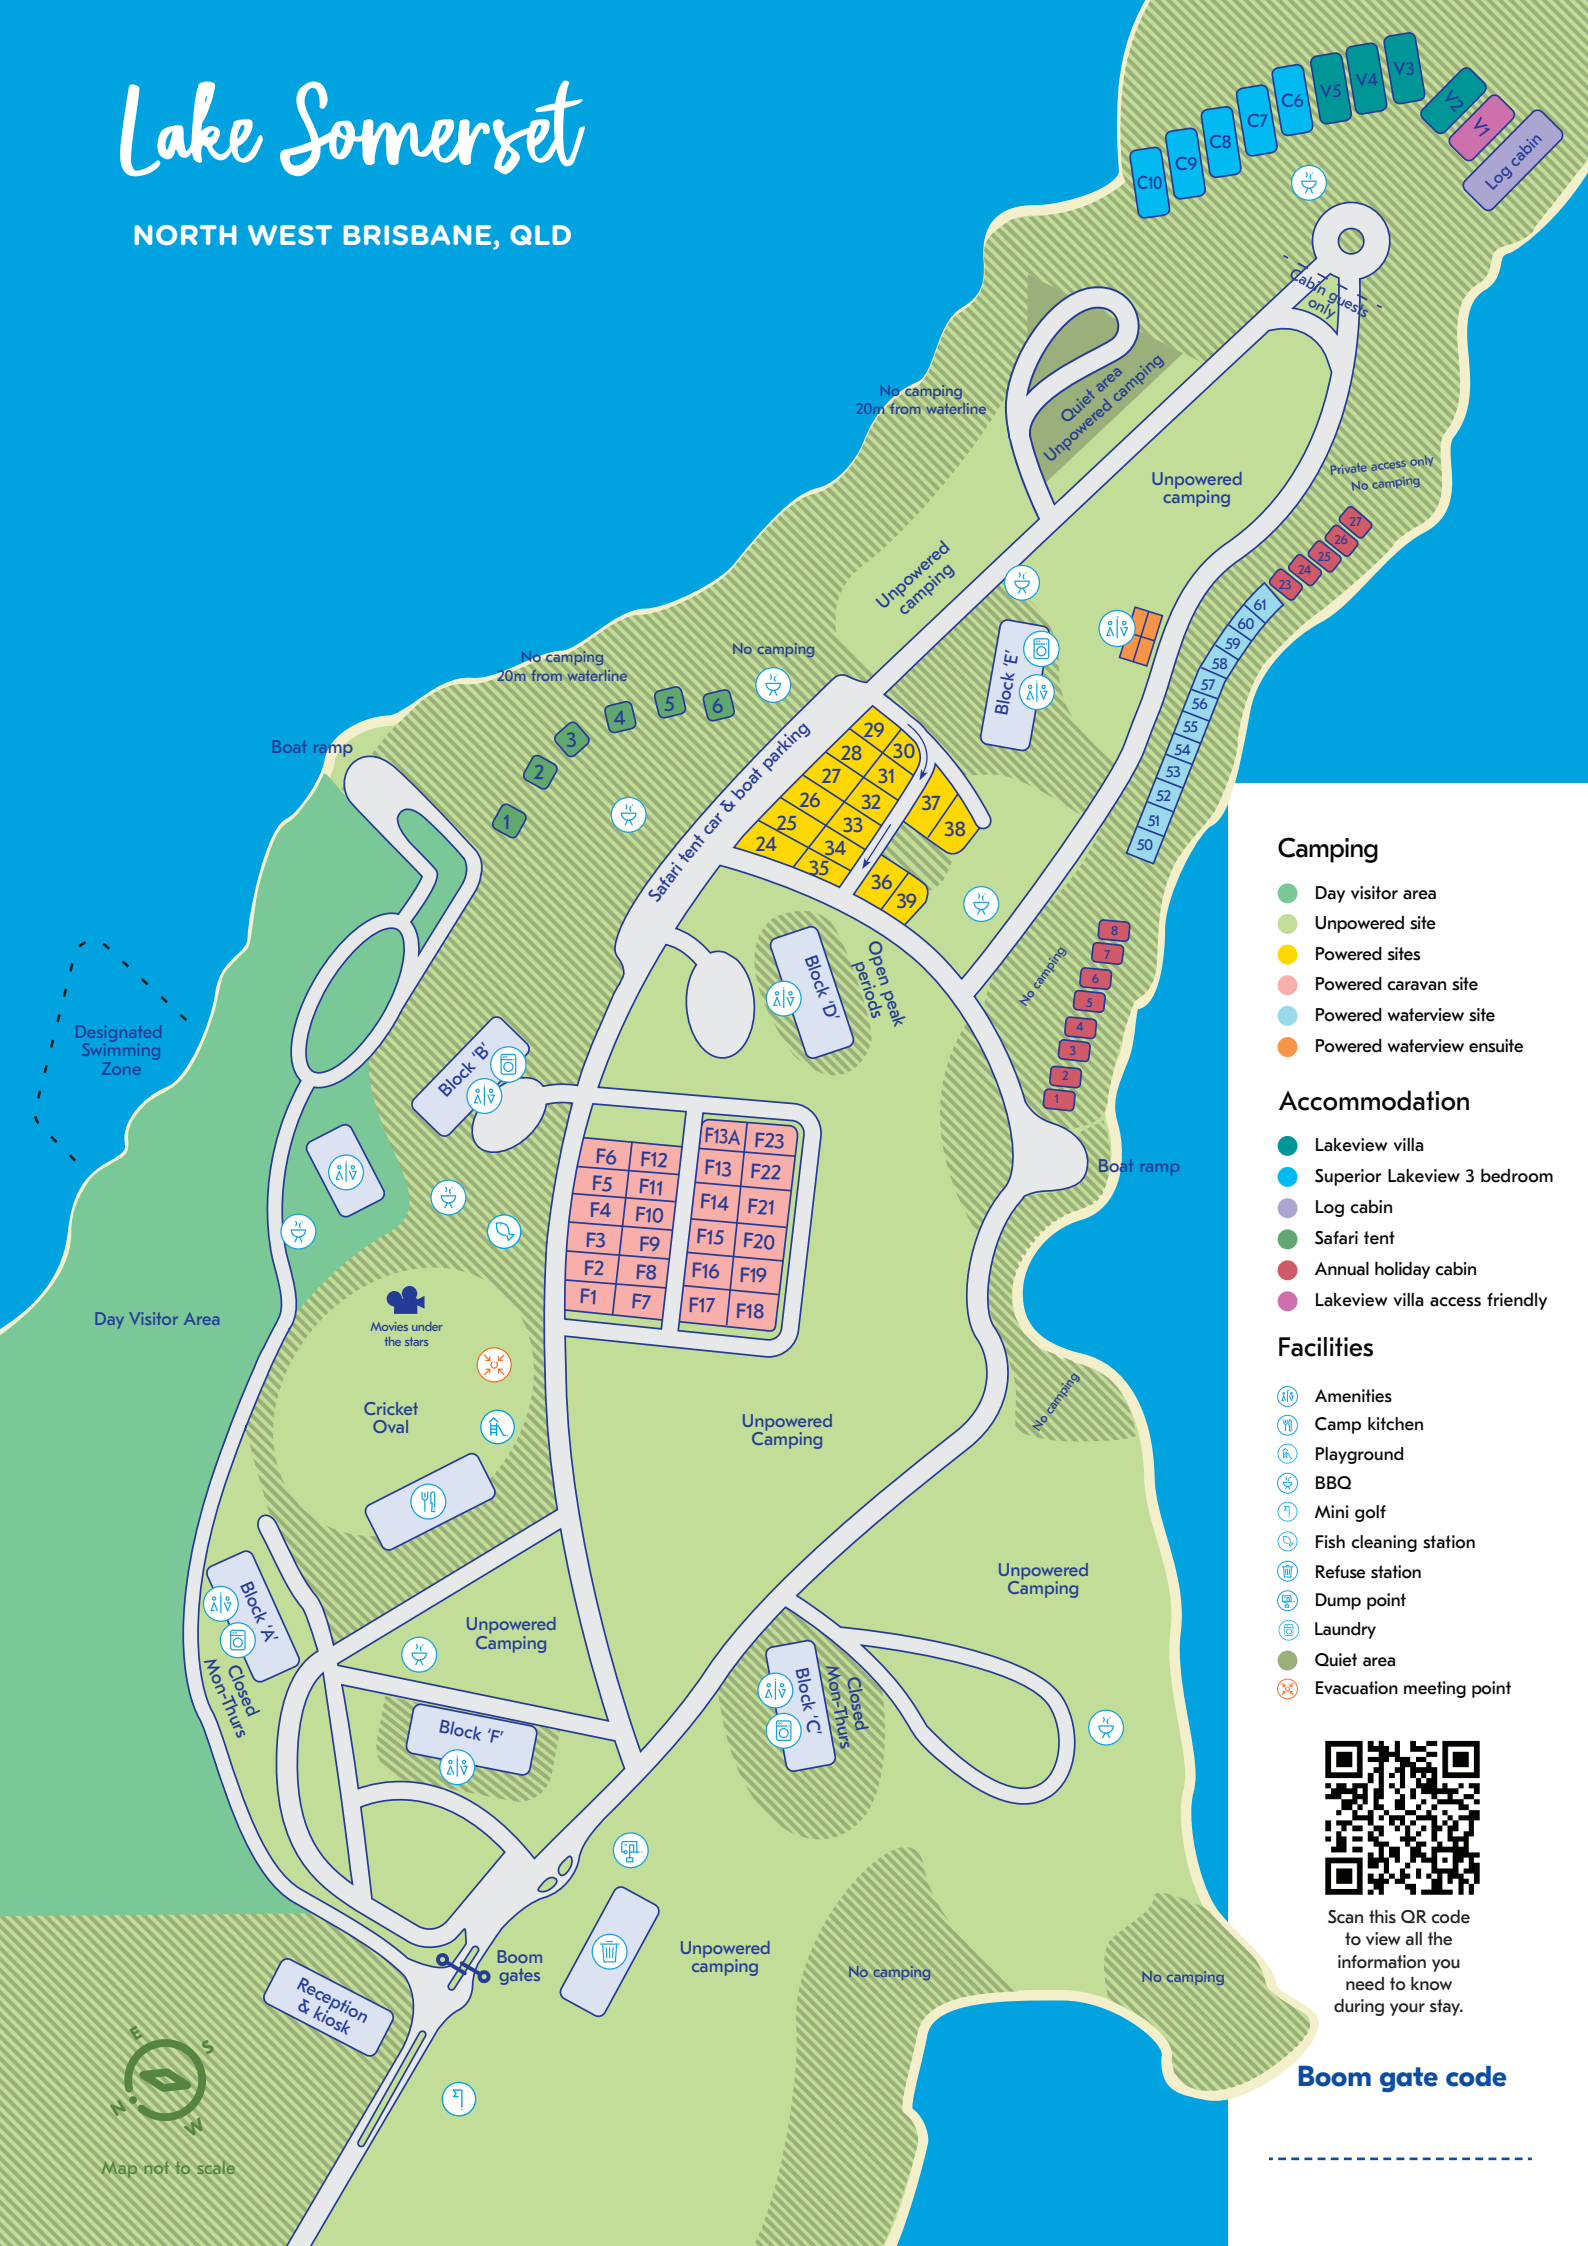 Lake Somerset
NORTH WEST BRISBANE, QLD
C10
C9
C8
C7
C6
V5
V4
V3
V2
V1
Log cabin
Cabin guests
only
No camping
20m from waterline
Quiet area
Unpowered camping
Unpowered
camping
Private access only
No camping
27
26
25
24
23
Unpowered
camping
61
60
59
58
57
56
55
54
53
52
51
50
Block 'E'
No camping
20m from waterline
No camping
1
2
3
4
5
6
Boat ramp
Safari tent car & boat parking
29
28
30
27
31
26
32
25
33
24
34
35
37
38
36
39
Open peak
periods
Block 'D'
No camping
8
7
6
5
4
3
2
1
Boat ramp
Designated
Swimming
Zone
Block 'B'
F6
F12
F5
F11
F4
F10
F3
F9
F2
F8
F1
F7
F13A
F23
F13
F22
F14
F21
F15
F20
F16
F19
F17
F18
Day Visitor Area
Movies under
the stars
Cricket
Oval
Unpowered
Camping
No camping
Unpowered
Camping
Block 'A'
Closed
Mon-Thurs
Unpowered
Camping
Block 'F'
Block 'C'
Closed
Mon-Thurs
Boom
gates
Unpowered
camping
No camping
No camping
Reception
& kiosk
E
S
N
W
Map not to scale
Camping
Day visitor area
Unpowered site
Powered sites
Powered caravan site
Powered waterview site
Powered waterview ensuite
Accommodation
Lakeview villa
Superior Lakeview 3 bedroom
Log cabin
Safari tent
Annual holiday cabin
Lakeview villa access friendly
Facilities
Amenities
Camp kitchen
Playground
BBQ
Mini golf
Fish cleaning station
Refuse station
Dump point
Laundry
Quiet area
Evacuation meeting point
Scan this QR code
to view all the
information you
need to know
during your stay.
Boom gate code